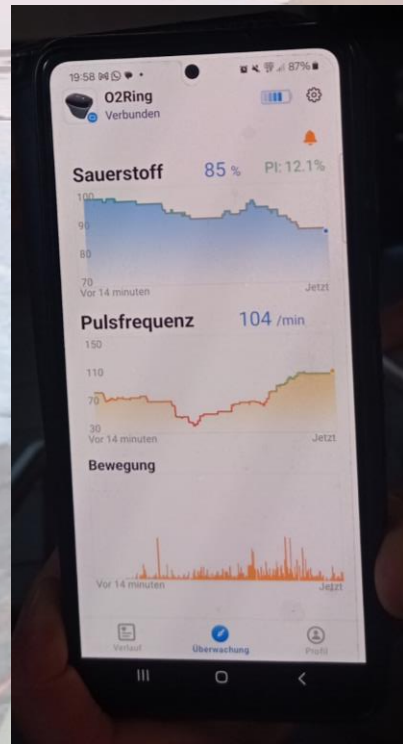 19:58
87%
O2Ring
Verbunden
Sauerstoff 85 % PI: 12.1%
100
90
80
70
Vor 14 minuten Jetzt
Pulsfrequenz 104 /min
150
110
70
30
Vor 14 minuten Jetzt
Bewegung
Vor 14 minuten Jetzt
Verlauf Überwachung Profil